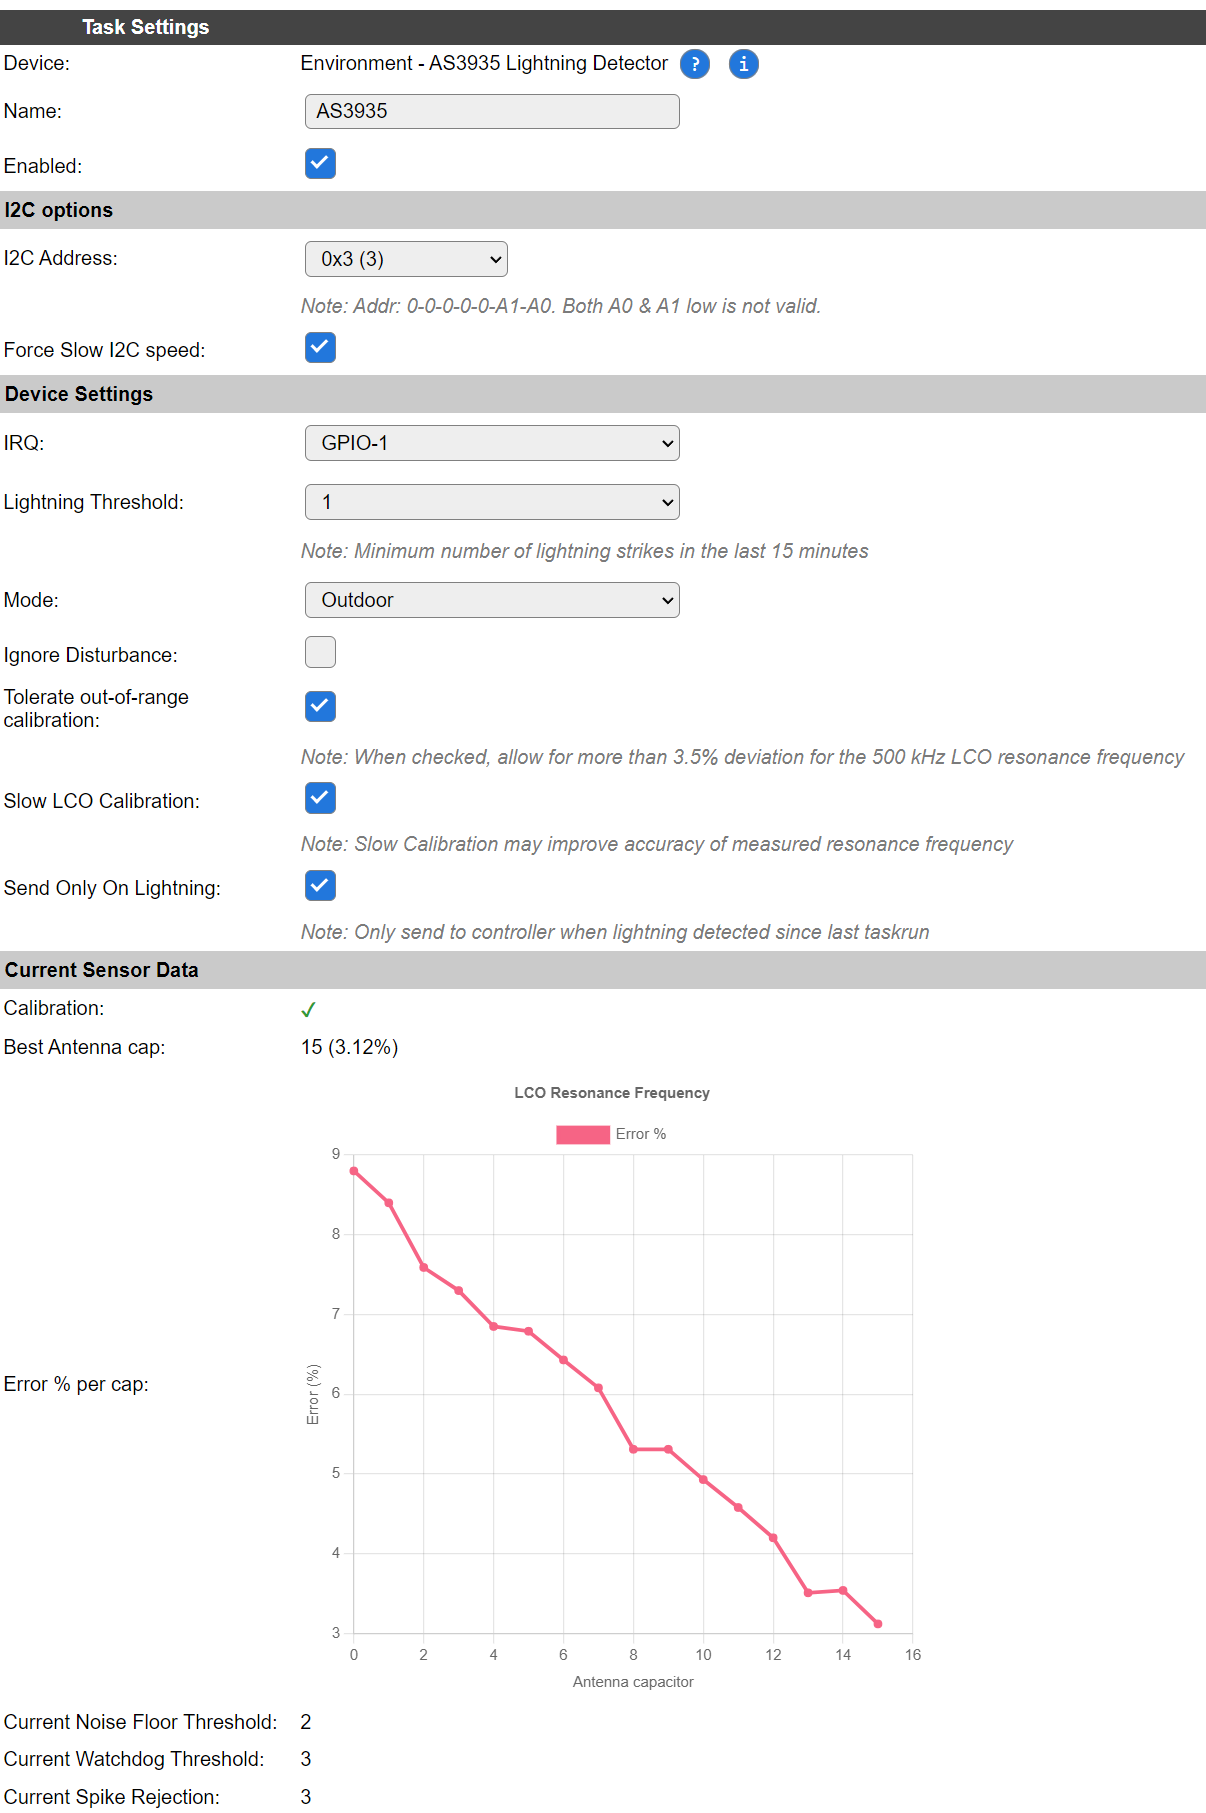 Task Settings
Device: Environment - AS3935 Lightning Detector ? i
Name: AS3935
Enabled:
I2C options
I2C Address: 0x3 (3)
Note: Addr: 0-0-0-0-0-A1-A0. Both A0 & A1 low is not valid.
Force Slow I2C speed:
Device Settings
IRQ: GPIO-1
Lightning Threshold: 1
Note: Minimum number of lightning strikes in the last 15 minutes
Mode: Outdoor
Ignore Disturbance:
Tolerate out-of-range
calibration:
Note: When checked, allow for more than 3.5% deviation for the 500 kHz LCO resonance frequency
Slow LCO Calibration:
Note: Slow Calibration may improve accuracy of measured resonance frequency
Send Only On Lightning:
Note: Only send to controller when lightning detected since last taskrun
Current Sensor Data
Calibration: ✓
Best Antenna cap: 15 (3.12%)
LCO Resonance Frequency
Error %
9
8
7
6
5
4
3
Error (%)
Error % per cap:
0 2 4 6 8 10 12 14 16
Antenna capacitor
Current Noise Floor Threshold: 2
Current Watchdog Threshold: 3
Current Spike Rejection: 3